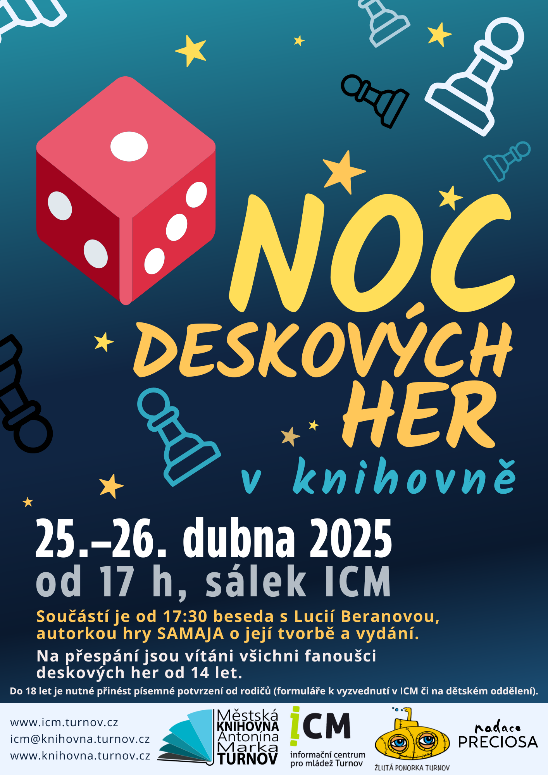 NOC
DESKOVÝCH
HER
v knihovně
25.–26. dubna 2025
od 17 h, sálek ICM
Součástí je od 17:30 beseda s Lucií Beranovou,
autorkou hry SAMAJA o její tvorbě a vydání.
Na přespání jsou vítáni všichni fanoušci
deskových her od 14 let.
Do 18 let je nutné přinést písemné potvrzení od rodičů (formuláře k vyzvednutí v ICM či na dětském oddělení).
www.icm.turnov.cz
icm@knihovna.turnov.cz
www.knihovna.turnov.cz
Městská
KNIHOVNA
Antonína
Marka
TURNOV
iCM
informační centrum
pro mládež Turnov
ŽLUTÁ PONORKA TURNOV
nadace
PRECIOSA